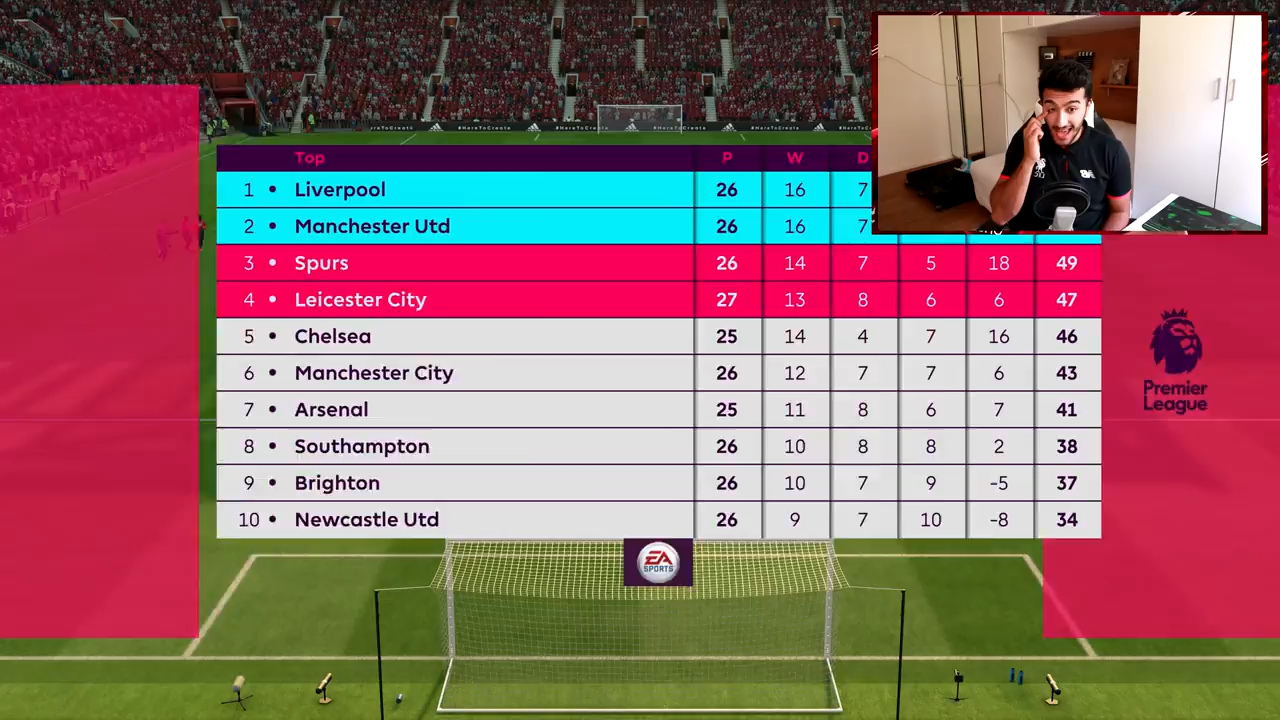 #HereToCreate #HereToCreate #HereToCreate #HereToCreate
Top P W D
1 • Liverpool 26 16 7
2 • Manchester Utd 26 16 7
3 • Spurs 26 14 7 5 18 49
4 • Leicester City 27 13 8 6 6 47
5 • Chelsea 25 14 4 7 16 46
6 • Manchester City 26 12 7 7 6 43
7 • Arsenal 25 11 8 6 7 41
8 • Southampton 26 10 8 8 2 38
9 • Brighton 26 10 7 9 -5 37
10 • Newcastle Utd 26 9 7 10 -8 34
Premier
League
EA
SPORTS